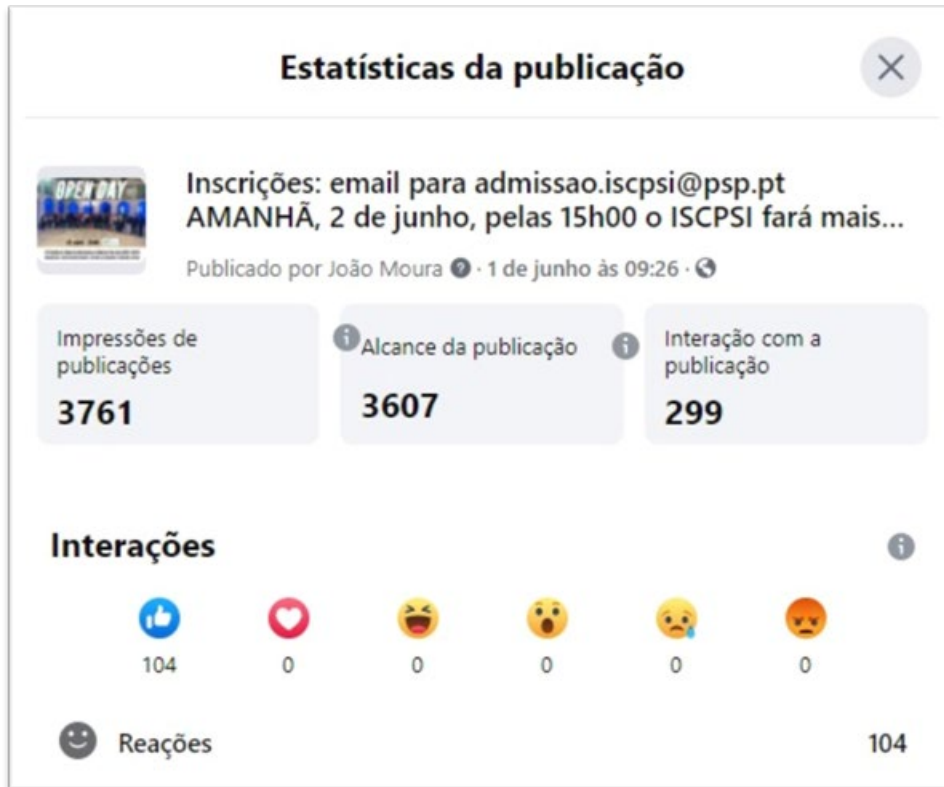 Estatísticas da publicação
OPEN DAY
Inscrições: email para admissao.iscpsi@psp.pt
AMANHÃ, 2 de junho, pelas 15h00 o ISCPSI fará mais...
Publicado por João Moura · 1 de junho às 09:26 ·
Impressões de
publicações
3761
Alcance da publicação
3607
Interação com a
publicação
299
Interações
104 0 0 0 0 0
Reações 104